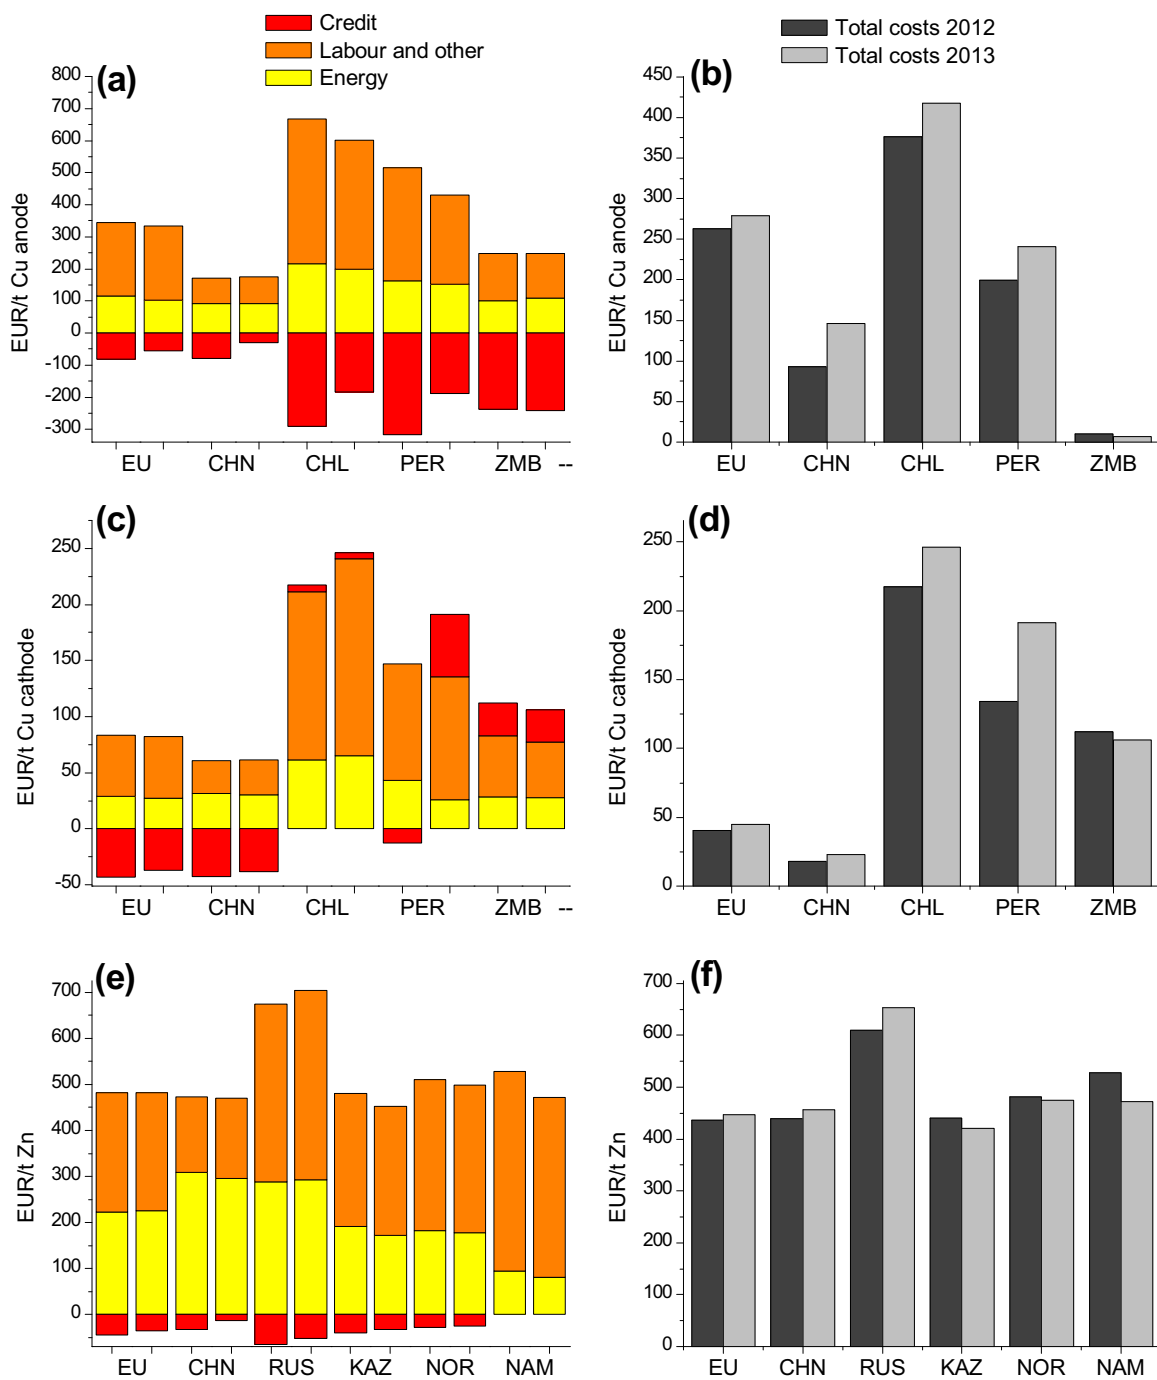 Credit
Labour and other
Energy
Total costs 2012
Total costs 2013
(a)
800
700
600
500
400
300
200
100
0
-100
-200
-300
EUR/t Cu anode
EU CHN CHL PER ZMB --
(b)
450
400
350
300
250
200
150
100
50
0
EUR/t Cu anode
EU CHN CHL PER ZMB
(c)
250
200
150
100
50
0
-50
EUR/t Cu cathode
EU CHN CHL PER ZMB --
(d)
250
200
150
100
50
0
EUR/t Cu cathode
EU CHN CHL PER ZMB
(e)
700
600
500
400
300
200
100
0
EUR/t Zn
EU CHN RUS KAZ NOR NAM
(f)
700
600
500
400
300
200
100
0
EUR/t Zn
EU CHN RUS KAZ NOR NAM